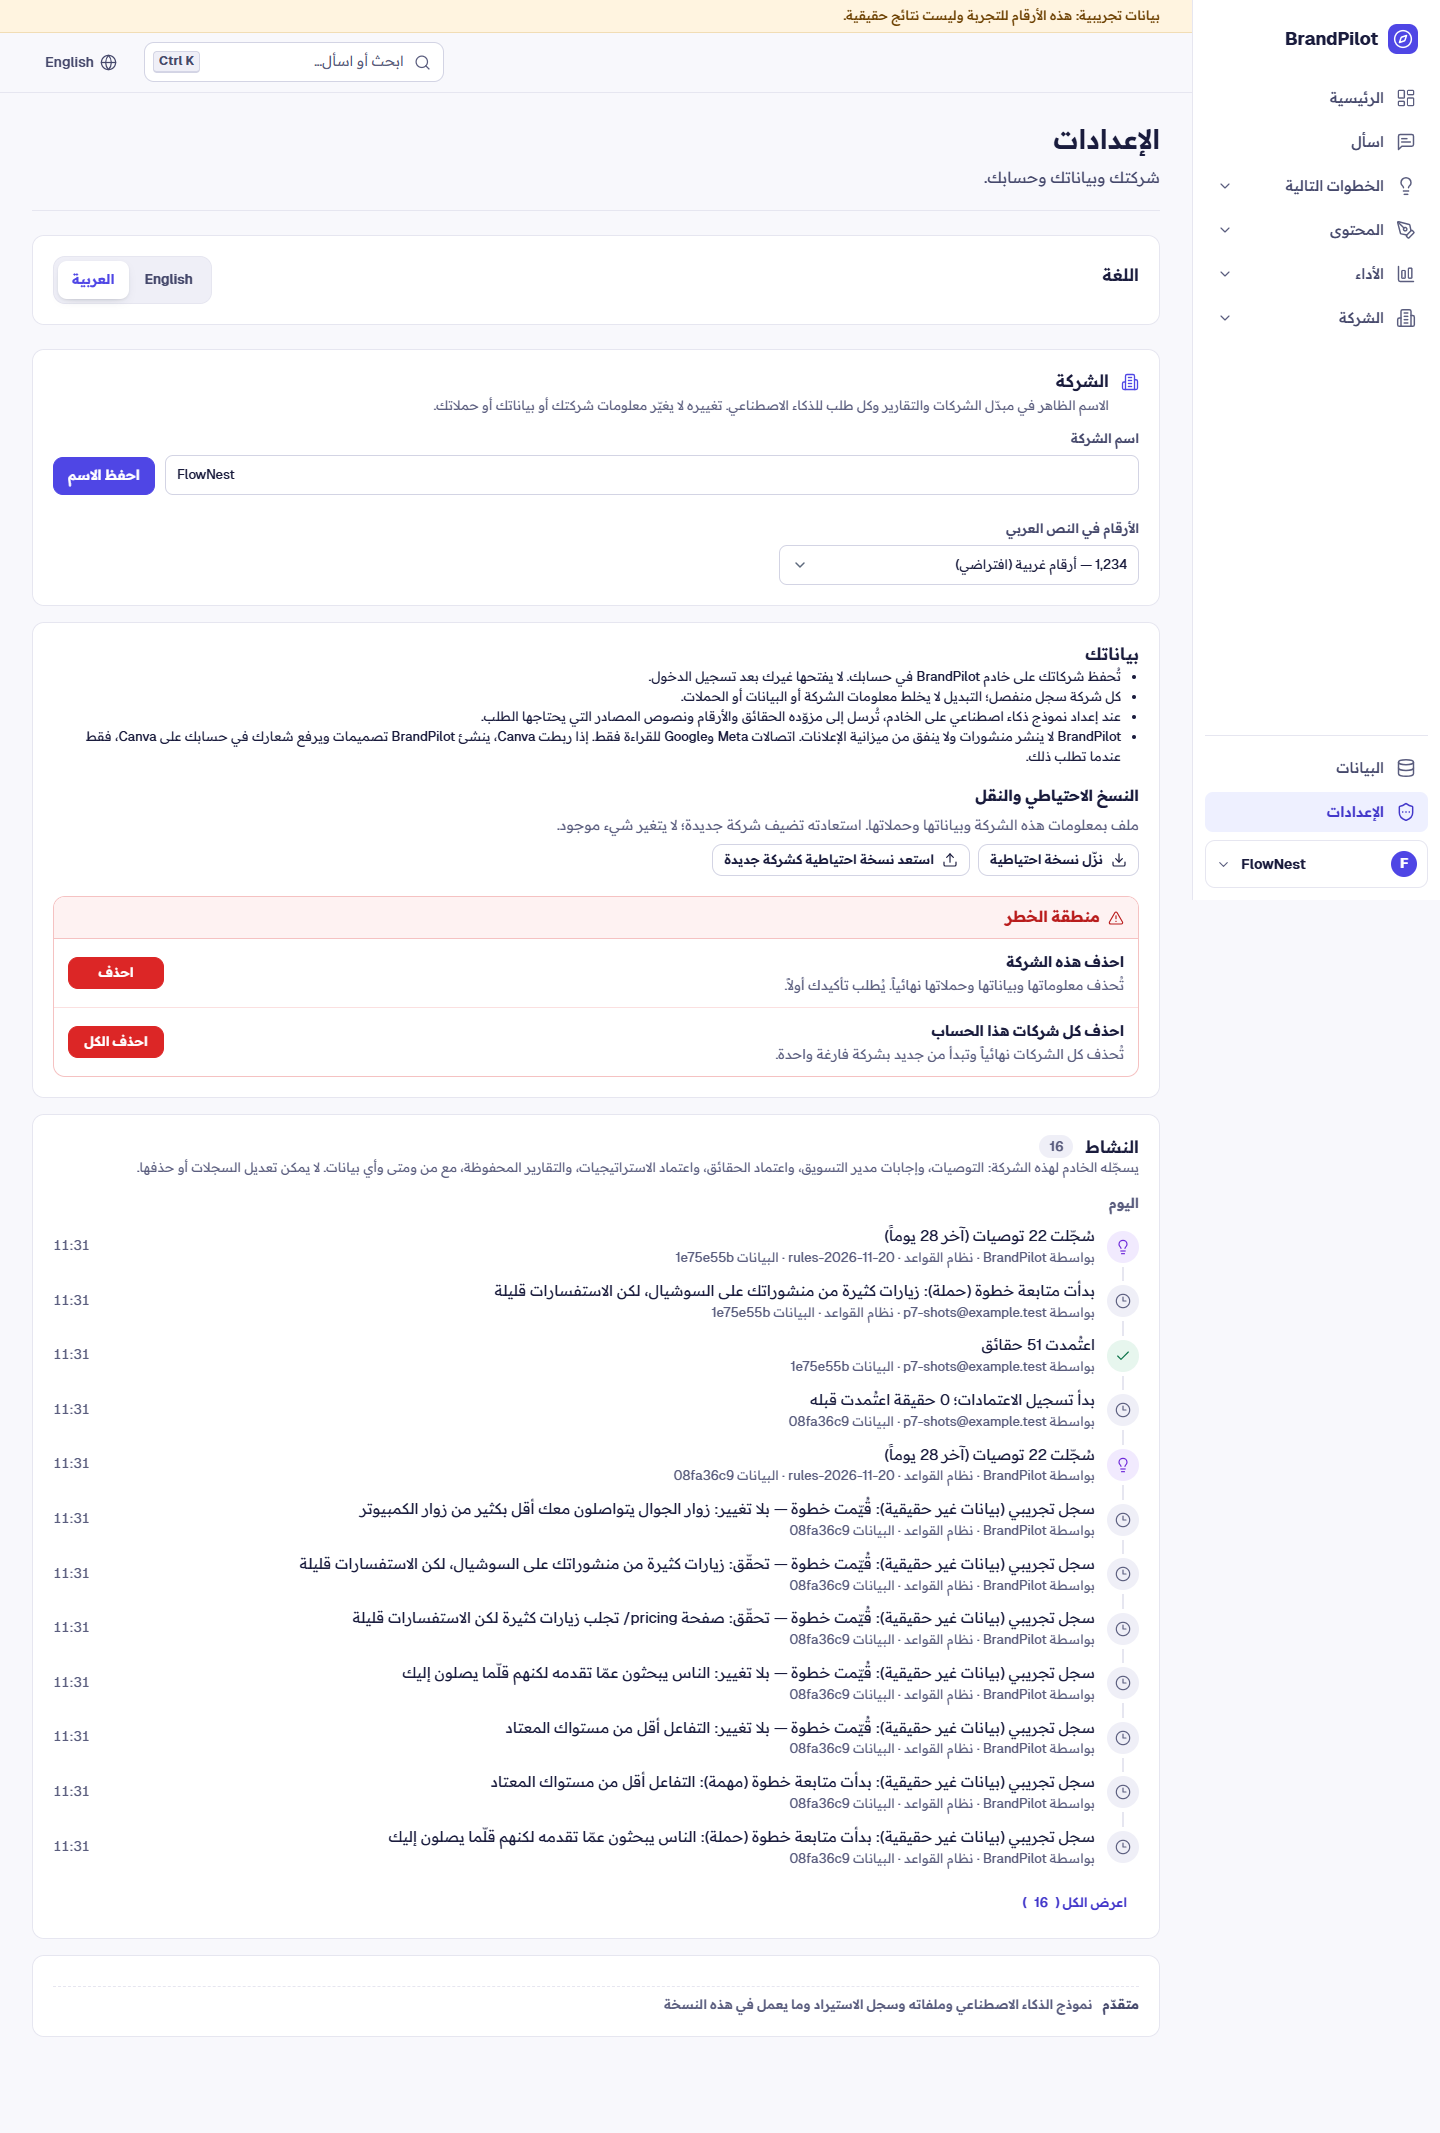 بيانات تجريبية: هذه الأرقام للتجربة وليست نتائج حقيقية.
BrandPilot
ابحث أو اسأل...
Ctrl K
English
الرئيسية
اسأل
الخطوات التالية
المحتوى
الأداء
الشركة
البيانات
الإعدادات
F
FlowNest
الإعدادات
شركتك وبياناتك وحسابك.
اللغة
English
العربية
الشركة
الاسم الظاهر في مبدّل الشركات والتقارير وكل طلب للذكاء الاصطناعي. تغييره لا يغيّر معلومات شركتك أو بياناتك أو حملاتك.
اسم الشركة
FlowNest
احفظ الاسم
الأرقام في النص العربي
1,234 — أرقام غربية (افتراضي)
بياناتك
• تُحفظ شركاتك على خادم BrandPilot في حسابك. لا يفتحها غيرك بعد تسجيل الدخول.
• كل شركة سجل منفصل؛ التبديل لا يخلط معلومات الشركة أو البيانات أو الحملات.
• عند إعداد نموذج ذكاء اصطناعي على الخادم، تُرسل إلى مزوّده الحقائق والأرقام ونصوص المصادر التي يحتاجها الطلب.
• BrandPilot لا ينشر منشورات ولا ينفق من ميزانية الإعلانات. اتصالات Meta وGoogle للقراءة فقط. إذا ربطت Canva، ينشئ BrandPilot تصميمات ويرفع شعارك في حسابك على Canva، فقط
عندما تطلب ذلك.
النسخ الاحتياطي والنقل
ملف بمعلومات هذه الشركة وبياناتها وحملاتها. استعادته تضيف شركة جديدة؛ لا يتغير شيء موجود.
نزّل نسخة احتياطية
استعد نسخة احتياطية كشركة جديدة
منطقة الخطر
احذف هذه الشركة
تُحذف معلوماتها وبياناتها وحملاتها نهائياً. يُطلب تأكيدك أولاً.
احذف
احذف كل شركات هذا الحساب
تُحذف كل الشركات نهائياً وتبدأ من جديد بشركة فارغة واحدة.
احذف الكل
النشاط 16
يسجّله الخادم لهذه الشركة: التوصيات، وإجابات مدير التسويق، واعتماد الحقائق، واعتماد الاستراتيجيات، والتقارير المحفوظة، مع من ومتى وأي بيانات. لا يمكن تعديل السجلات أو حذفها.
اليوم
سُجّلت 22 توصيات (آخر 28 يوماً)
11:31
بواسطة BrandPilot · نظام القواعد · rules-2026-11-20 · البيانات 1e75e55b
بدأت متابعة خطوة (حملة): زيارات كثيرة من منشوراتك على السوشيال، لكن الاستفسارات قليلة
11:31
بواسطة p7-shots@example.test · نظام القواعد · البيانات 1e75e55b
اعتُمدت 51 حقائق
11:31
بواسطة p7-shots@example.test · البيانات 1e75e55b
بدأ تسجيل الاعتمادات؛ 0 حقيقة اعتُمدت قبله
11:31
بواسطة p7-shots@example.test · البيانات 08fa36c9
سُجّلت 22 توصيات (آخر 28 يوماً)
11:31
بواسطة BrandPilot · نظام القواعد · rules-2026-11-20 · البيانات 08fa36c9
سجل تجريبي (بيانات غير حقيقية): قُيّمت خطوة — بلا تغيير: زوار الجوال يتواصلون معك أقل بكثير من زوار الكمبيوتر
11:31
بواسطة BrandPilot · نظام القواعد · البيانات 08fa36c9
سجل تجريبي (بيانات غير حقيقية): قُيّمت خطوة — تحقّق: زيارات كثيرة من منشوراتك على السوشيال، لكن الاستفسارات قليلة
11:31
بواسطة BrandPilot · نظام القواعد · البيانات 08fa36c9
سجل تجريبي (بيانات غير حقيقية): قُيّمت خطوة — تحقّق: صفحة pricing/ تجلب زيارات كثيرة لكن الاستفسارات قليلة
11:31
بواسطة BrandPilot · نظام القواعد · البيانات 08fa36c9
سجل تجريبي (بيانات غير حقيقية): قُيّمت خطوة — بلا تغيير: الناس يبحثون عمّا تقدمه لكنهم قلّما يصلون إليك
11:31
بواسطة BrandPilot · نظام القواعد · البيانات 08fa36c9
سجل تجريبي (بيانات غير حقيقية): قُيّمت خطوة — بلا تغيير: التفاعل أقل من مستواك المعتاد
11:31
بواسطة BrandPilot · نظام القواعد · البيانات 08fa36c9
سجل تجريبي (بيانات غير حقيقية): بدأت متابعة خطوة (مهمة): التفاعل أقل من مستواك المعتاد
11:31
بواسطة BrandPilot · نظام القواعد · البيانات 08fa36c9
سجل تجريبي (بيانات غير حقيقية): بدأت متابعة خطوة (حملة): الناس يبحثون عمّا تقدمه لكنهم قلّما يصلون إليك
11:31
بواسطة BrandPilot · نظام القواعد · البيانات 08fa36c9
اعرض الكل ( 16 )
متقدّم نموذج الذكاء الاصطناعي وملفاته وسجل الاستيراد وما يعمل في هذه النسخة